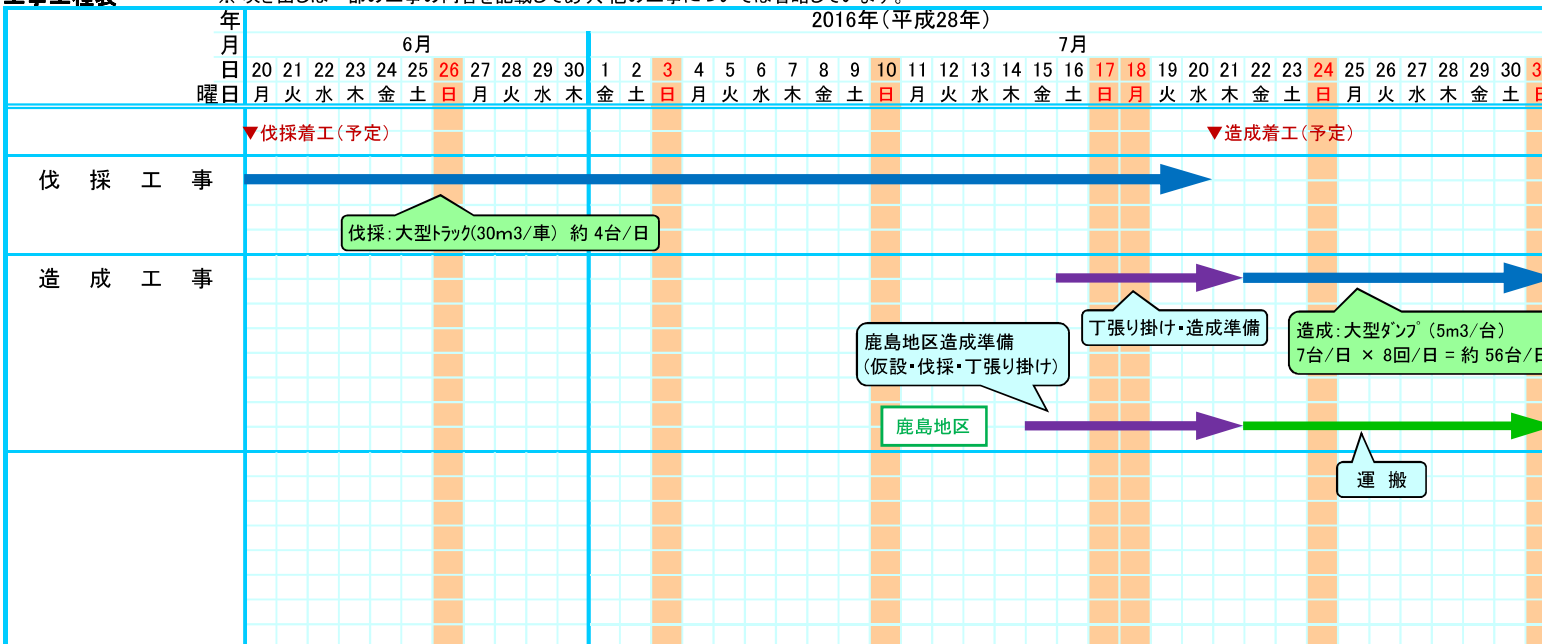 工事工程表
年 2016年(平成28年)
月 6月 7月
日 20 21 22 23 24 25 26 27 28 29 30 1 2 3 4 5 6 7 8 9 10 11 12 13 14 15 16 17 18 19 20 21 22 23 24 25 26 27 28 29 30
曜日 月 火 水 木 金 土 日 月 火 水 木 金 土 日 月 火 水 木 金 土 日 月 火 水 木 金 土 日 月 火 水 木 金 土 日 月 火 水 木 金 土 日
▼伐採着工(予定) ▼造成着工(予定)
伐採工事
伐採:大型ﾄﾗｯｸ(30m3/車) 約 4台/日
造成工事
丁張り掛け・造成準備
造成:大型ﾀﾞﾝﾌﾟ(5m3/台)
7台/日 × 8回/日 = 約 56台/日
鹿島地区造成準備
(仮設・伐採・丁張り掛け)
鹿島地区
運 搬